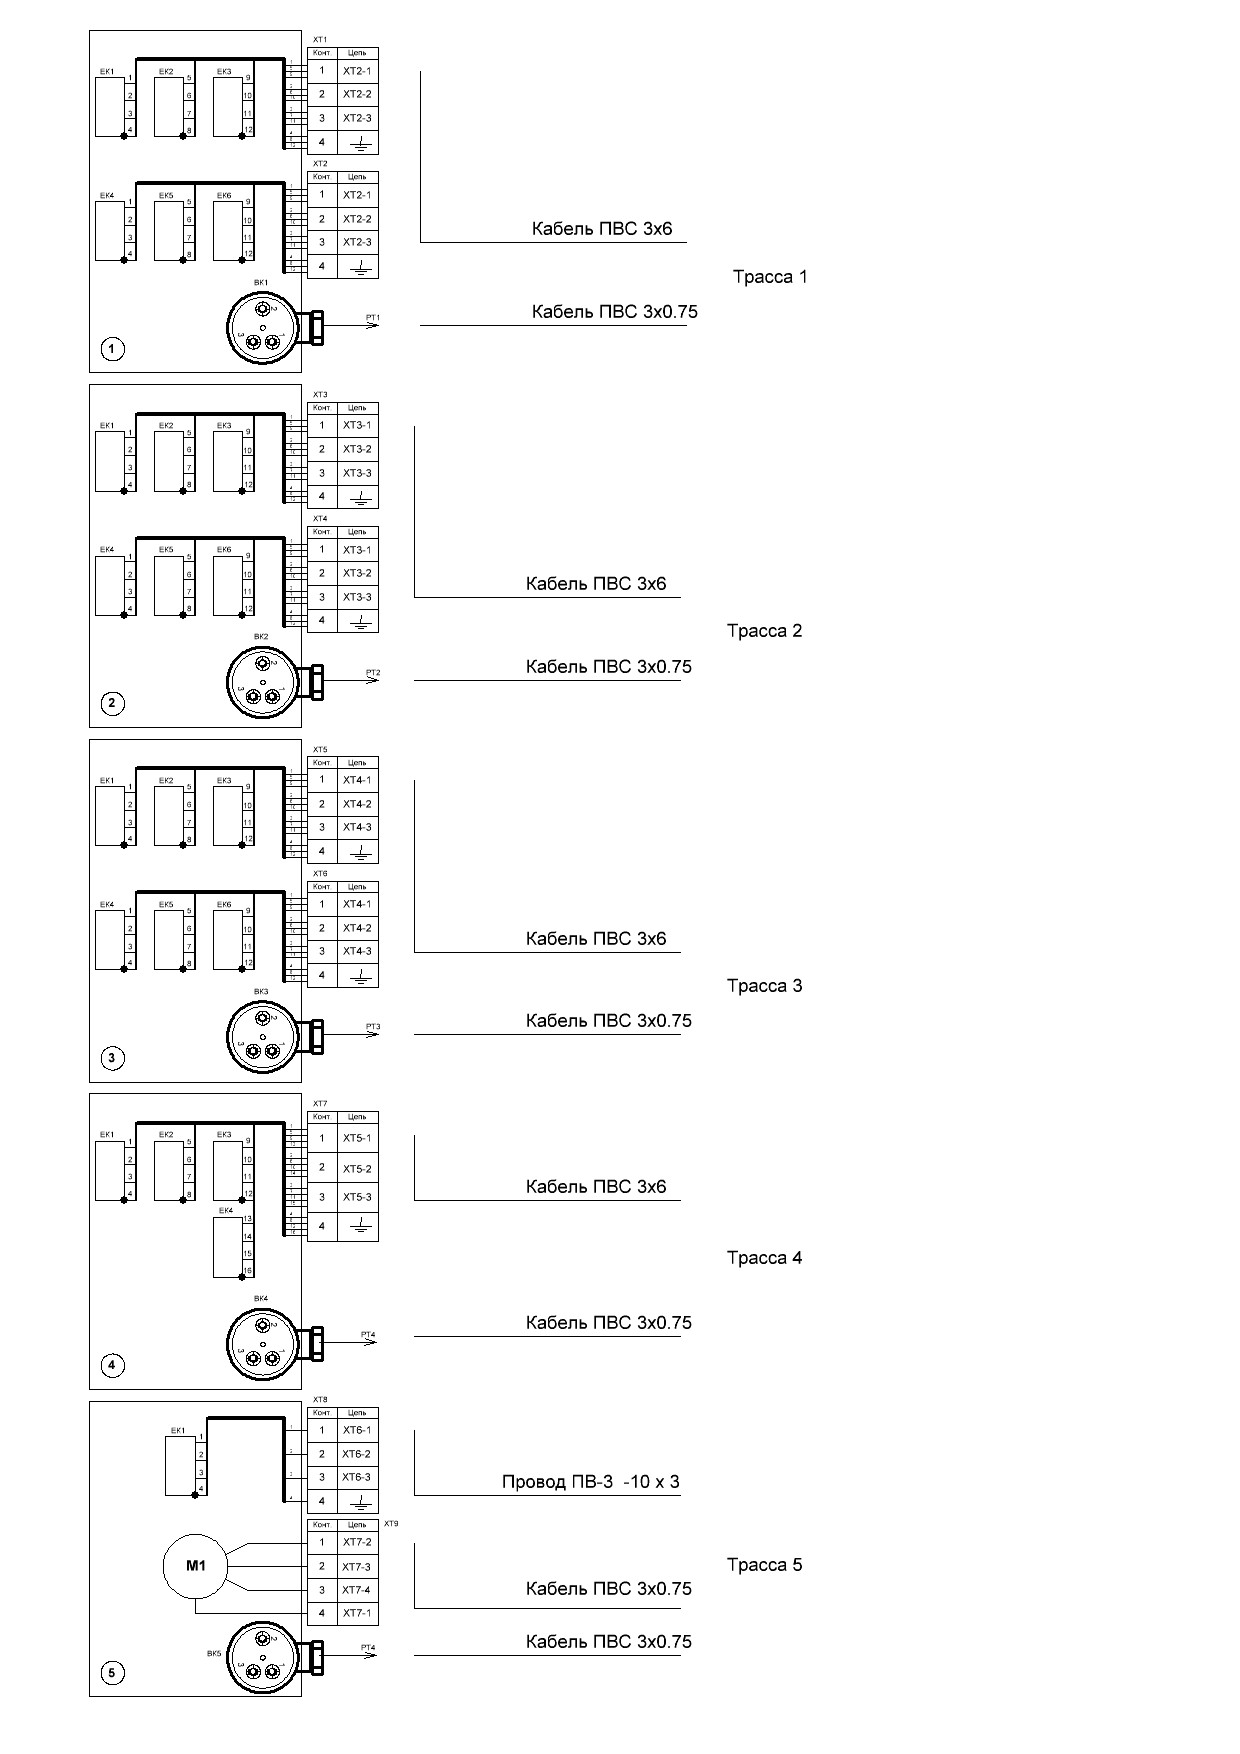 XT1
Конт. Цепь
EK1 EK2 EK3
1 5 9
2 6 10
3 7 11
4 8 12
1 XT2-1
2 XT2-2
3 XT2-3
4
XT2
Конт. Цепь
EK4 EK5 EK6
1 5 9
2 6 10
3 7 11
4 8 12
1 XT2-1
2 XT2-2
3 XT2-3
4
Кабель ПВС 3х6
Трасса 1
BK1
2
3 1
PT1
Кабель ПВС 3х0.75
1
XT3
Конт. Цепь
EK1 EK2 EK3
1 5 9
2 6 10
3 7 11
4 8 12
1 XT3-1
2 XT3-2
3 XT3-3
4
XT4
Конт. Цепь
EK4 EK5 EK6
1 5 9
2 6 10
3 7 11
4 8 12
1 XT3-1
2 XT3-2
3 XT3-3
4
Кабель ПВС 3х6
Трасса 2
BK2
2
3 1
PT2
Кабель ПВС 3х0.75
2
XT5
Конт. Цепь
EK1 EK2 EK3
1 5 9
2 6 10
3 7 11
4 8 12
1 XT4-1
2 XT4-2
3 XT4-3
4
XT6
Конт. Цепь
EK4 EK5 EK6
1 5 9
2 6 10
3 7 11
4 8 12
1 XT4-1
2 XT4-2
3 XT4-3
4
Кабель ПВС 3х6
Трасса 3
BK3
2
3 1
PT3
Кабель ПВС 3х0.75
3
XT7
Конт. Цепь
EK1 EK2 EK3
1 5 9
2 6 10
3 7 11
4 8 12
EK4
13
14
15
16
1 XT5-1
2 XT5-2
3 XT5-3
4
Кабель ПВС 3х6
Трасса 4
BK4
2
3 1
PT4
Кабель ПВС 3х0.75
4
XT8
Конт. Цепь
EK1
1
2
3
4
1 XT6-1
2 XT6-2
3 XT6-3
4
Провод ПВ-3 -10 х 3
Конт. Цепь XT9
M1
1 XT7-2
2 XT7-3
3 XT7-4
4 XT7-1
Трасса 5
Кабель ПВС 3х0.75
BK5
2
3 1
PT4
Кабель ПВС 3х0.75
5